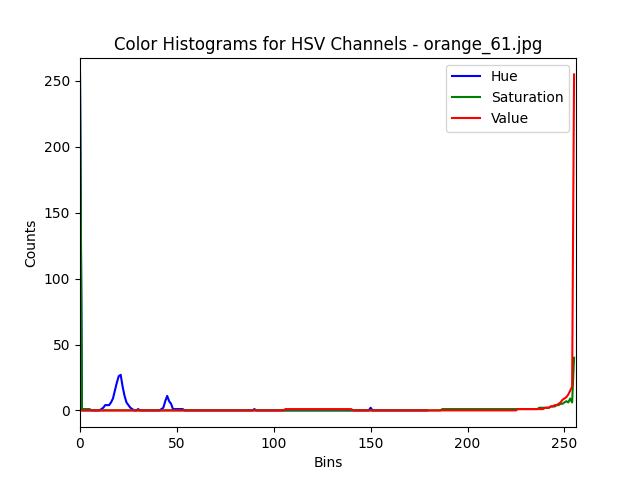 Color Histograms for HSV Channels - orange_61.jpg
Hue
Saturation
Value
250
200
150
100
50
0
Counts
0 50 100 150 200 250
Bins